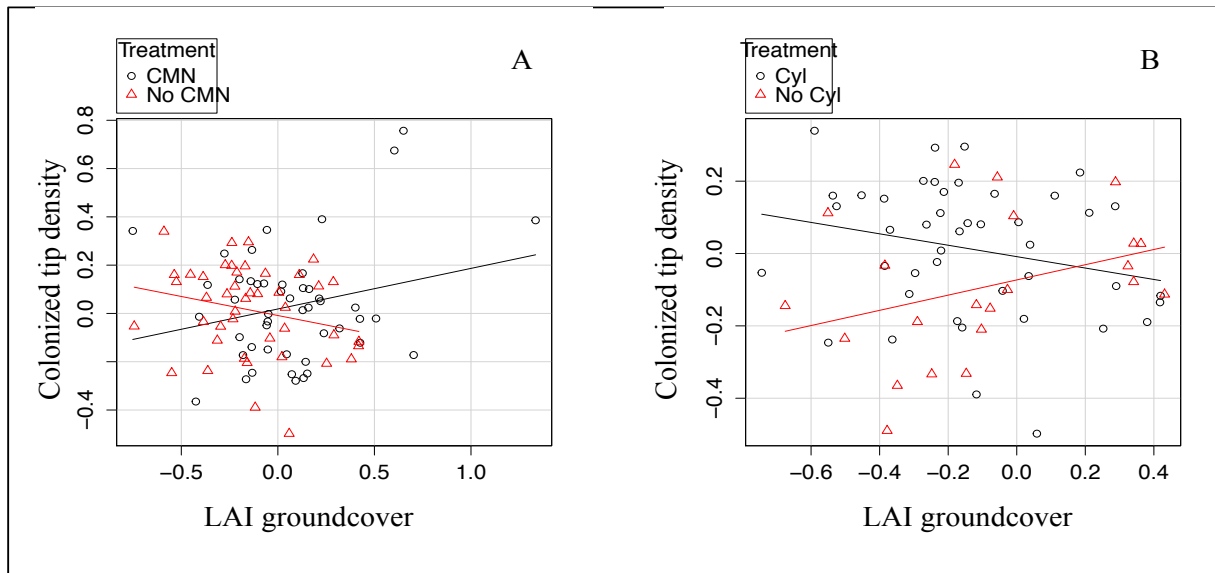 Treatment
CMN
No CMN
A
Colonized tip density
0.8
0.6
0.4
0.2
0.0
−0.4
−0.5
0.0
0.5
1.0
LAI groundcover
Treatment
Cyl
No Cyl
B
Colonized tip density
0.2
0.0
−0.2
−0.4
−0.6
−0.4
−0.2
0.0
0.2
0.4
LAI groundcover